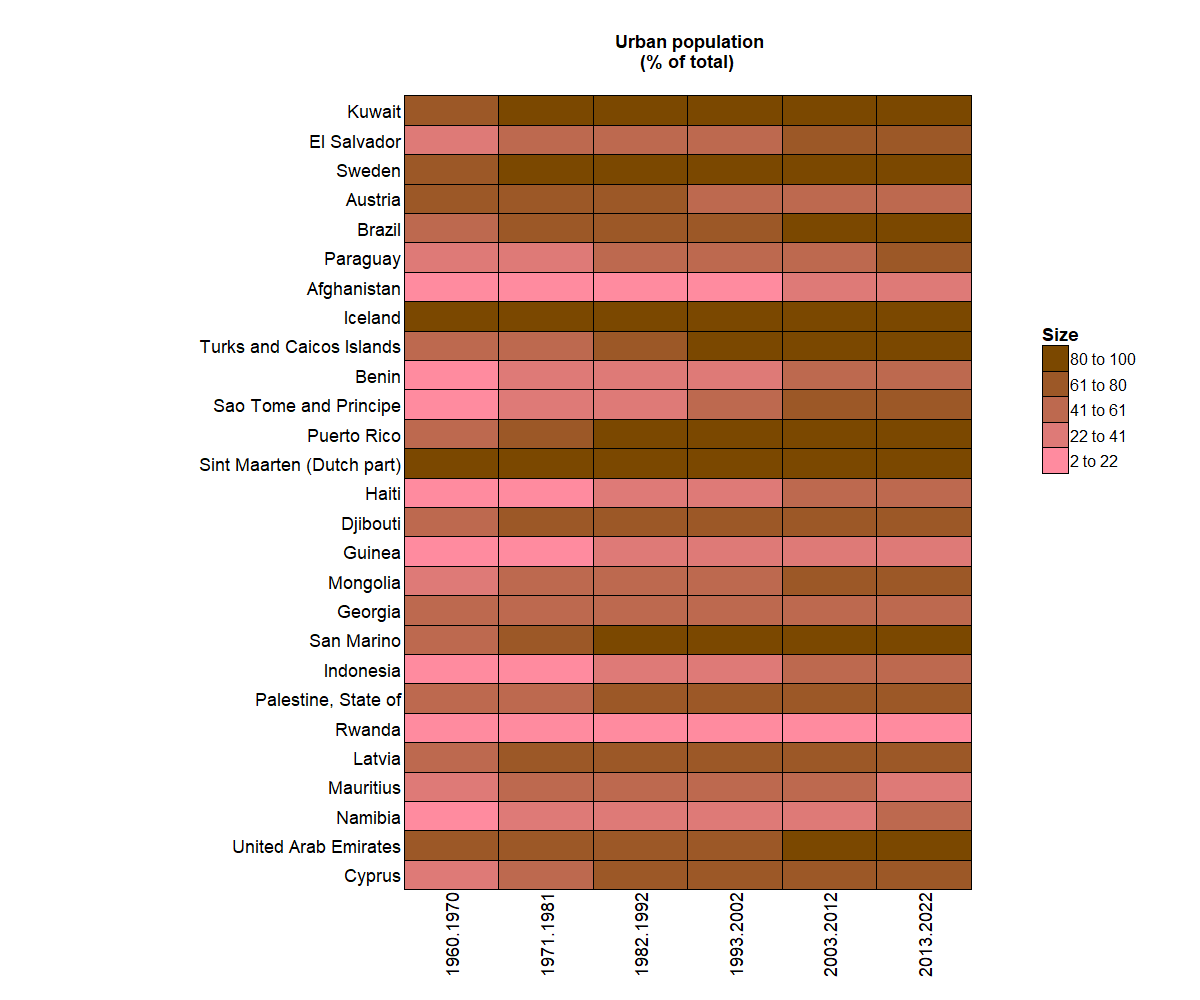 Urban population
(% of total)
Kuwait
El Salvador
Sweden
Austria
Brazil
Paraguay
Afghanistan
Iceland
Turks and Caicos Islands
Benin
Sao Tome and Principe
Puerto Rico
Sint Maarten (Dutch part)
Haiti
Djibouti
Guinea
Mongolia
Georgia
San Marino
Indonesia
Palestine, State of
Rwanda
Latvia
Mauritius
Namibia
United Arab Emirates
Cyprus
1960.1970
1971.1981
1982.1992
1993.2002
2003.2012
2013.2022
Size
80 to 100
61 to 80
41 to 61
22 to 41
2 to 22